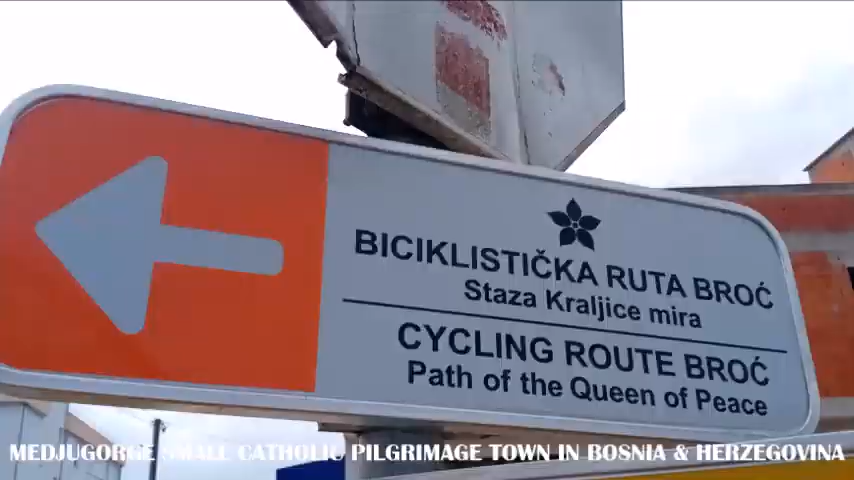 BICIKLISTIČKA RUTA BROĆ
Staza Kraljice mira
CYCLING ROUTE BROĆ
Path of the Queen of Peace
MEDJUGORGE SMALL CATHOLIC PILGRIMAGE TOWN IN BOSNIA & HERZEGOVINA